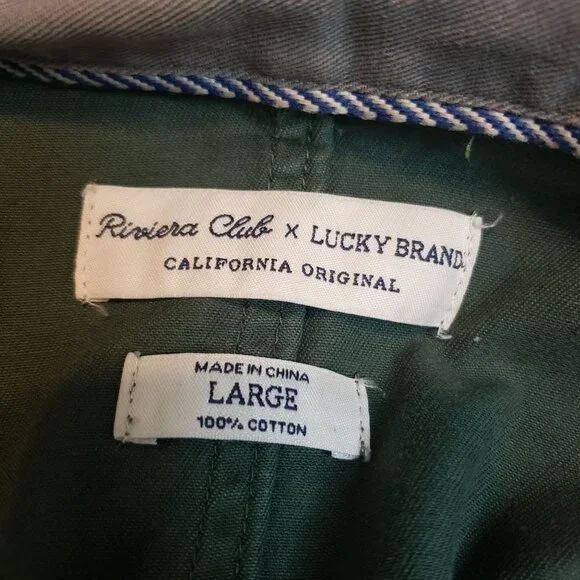 Riviera Club x LUCKY BRAND
CALIFORNIA ORIGINAL
MADE IN CHINA
LARGE
100% COTTON